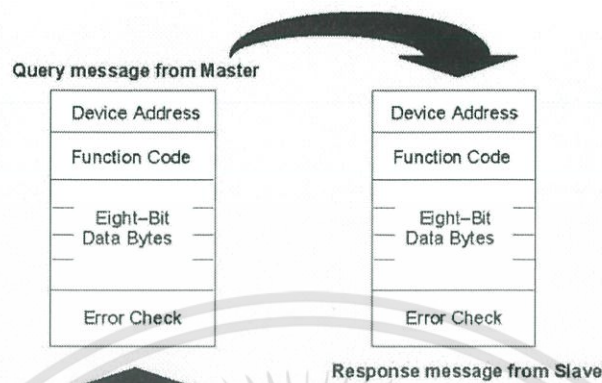 Query message from Master
Device Address
Function Code
Eight-Bit
Data Bytes
Error Check
Device Address
Function Code
Eight-Bit
Data Bytes
Error Check
Response message from Slave